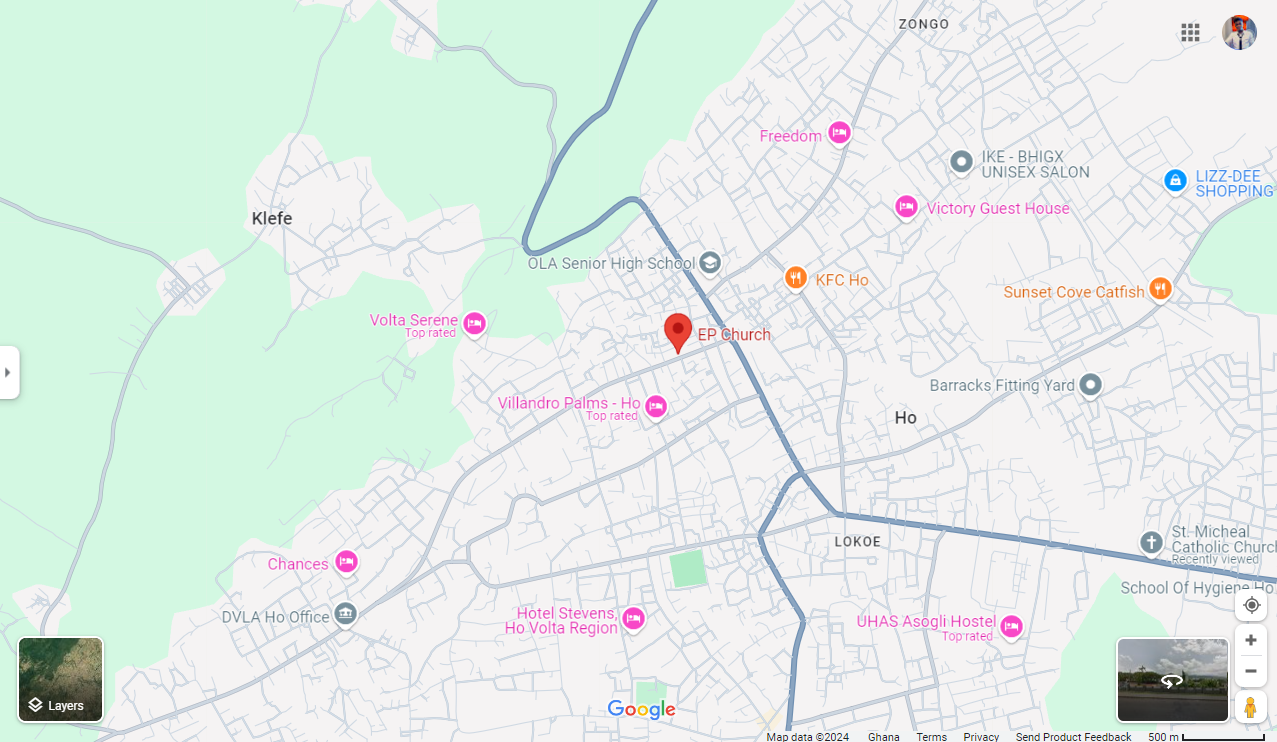 ZONGO
Freedom
IKE - BHIGX
UNISEX SALON
LIZZ-DEE
SHOPPING
Klefe
Victory Guest House
OLA Senior High School
KFC Ho
Sunset Cove Catfish
Volta Serene
Top rated
EP Church
Barracks Fitting Yard
Villandro Palms - Ho
Top rated
Ho
LOKOE
St. Micheal
Catholic Church
Recently viewed
Chances
School Of Hygiene Ho
DVLA Ho Office
Hotel Stevens,
Ho Volta Region
UHAS Asogli Hostel
Top rated
Layers
Google
Map data ©2024 Ghana Terms Privacy Send Product Feedback 500 m